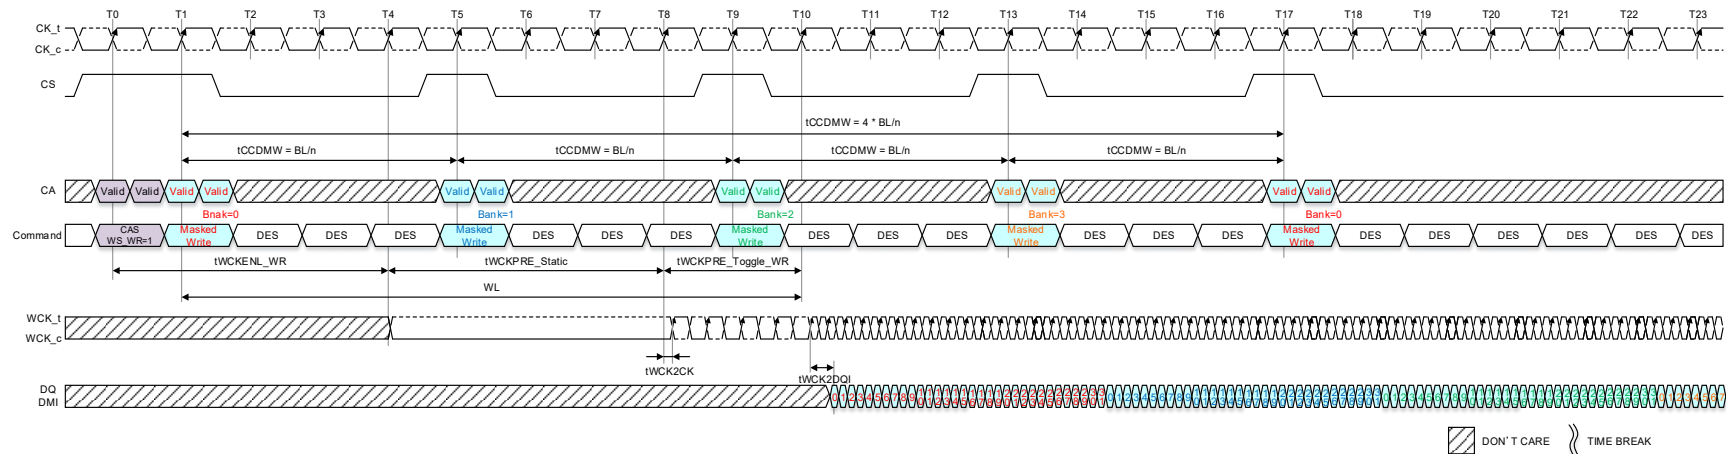 T0 T1 T2 T3 T4 T5 T6 T7 T8 T9 T10 T11 T12 T13 T14 T15 T16 T17 T18 T19 T20 T21 T22 T23
CK_t
CK_c
CS
tCCDMW = 4 * BL/n
tCCDMW = BL/n tCCDMW = BL/n tCCDMW = BL/n tCCDMW = BL/n
CA Valid Valid Valid Valid Valid Valid Valid Valid Valid Valid Valid Valid
Bnak=0 Bank=1 Bank=2 Bank=3 Bank=0
Command CAS WS_WR=1 Masked Write DES DES DES Masked Write DES DES DES Masked Write DES DES DES Masked Write DES DES DES Masked Write DES DES DES DES DES DES
tWCKENL_WR tWCKPRE_Static tWCKPRE_Toggle_WR
WL
WCK_t
WCK_c
tWCK2CK
tWCK2DQI
DQ
DMI
DON'T CARE TIME BREAK